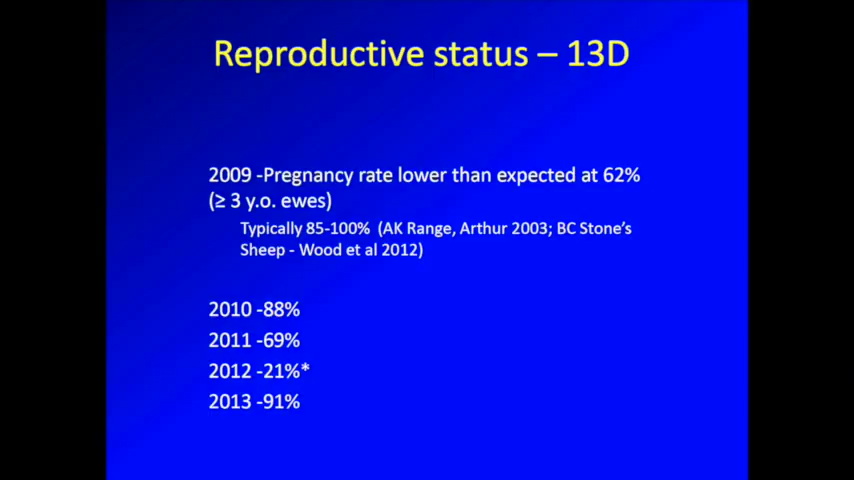 Reproductive status – 13D
2009 -Pregnancy rate lower than expected at 62%
(≥ 3 y.o. ewes)
Typically 85-100% (AK Range, Arthur 2003; BC Stone's
Sheep - Wood et al 2012)
2010 -88%
2011 -69%
2012 -21%*
2013 -91%